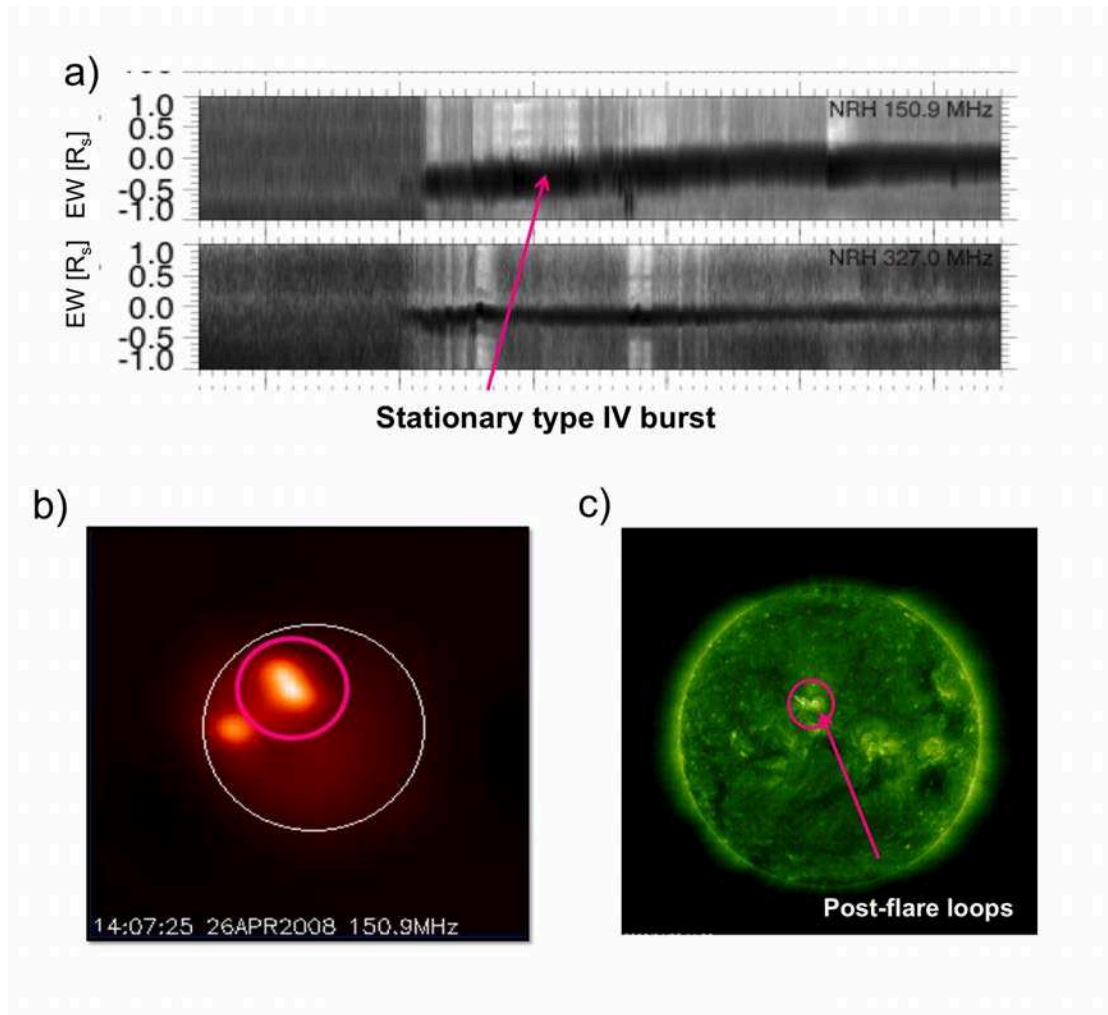 a)
EW [Rs]
1.0
0.5
0.0
-0.5
-1.0
NRH 150.9 MHz
EW [Rs]
1.0
0.5
0.0
-0.5
-1.0
NRH 327.0 MHz
Stationary type IV burst
b)
14:07:25 26APR2008 150.9MHz
c)
Post-flare loops